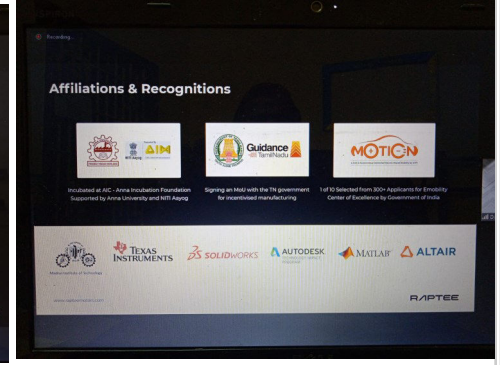 Recording...
Affiliations & Recognitions
NITI Aayog
AIM
Guidance
TamilNadu
MOTION
Incubated at AIC - Anna Incubation Foundation
Supported by Anna University and NITI Aayog
Signing an MoU with the TN government
for incentivised manufacturing
1 of 10 Selected from 300+ Applicants for Emobility
Center of Excellence by Government of India
TEXAS
INSTRUMENTS
SOLIDWORKS
AUTODESK
MATLAB
ALTAIR
RAPTEE